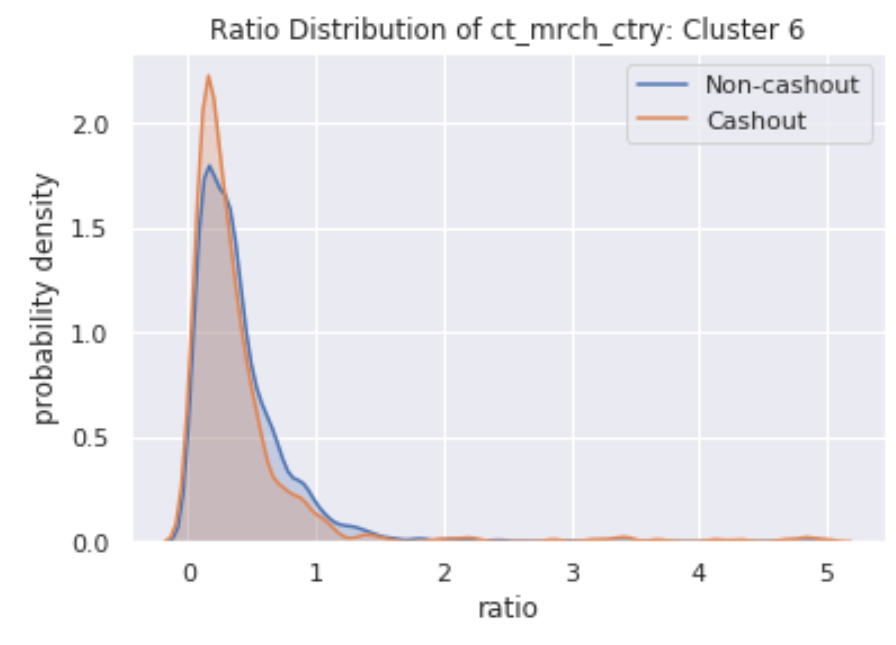 Ratio Distribution of ct_mrch_ctry: Cluster 6
Non-cashout
Cashout
probability density
2.0
1.5
1.0
0.5
0.0
0 1 2 3 4 5
ratio